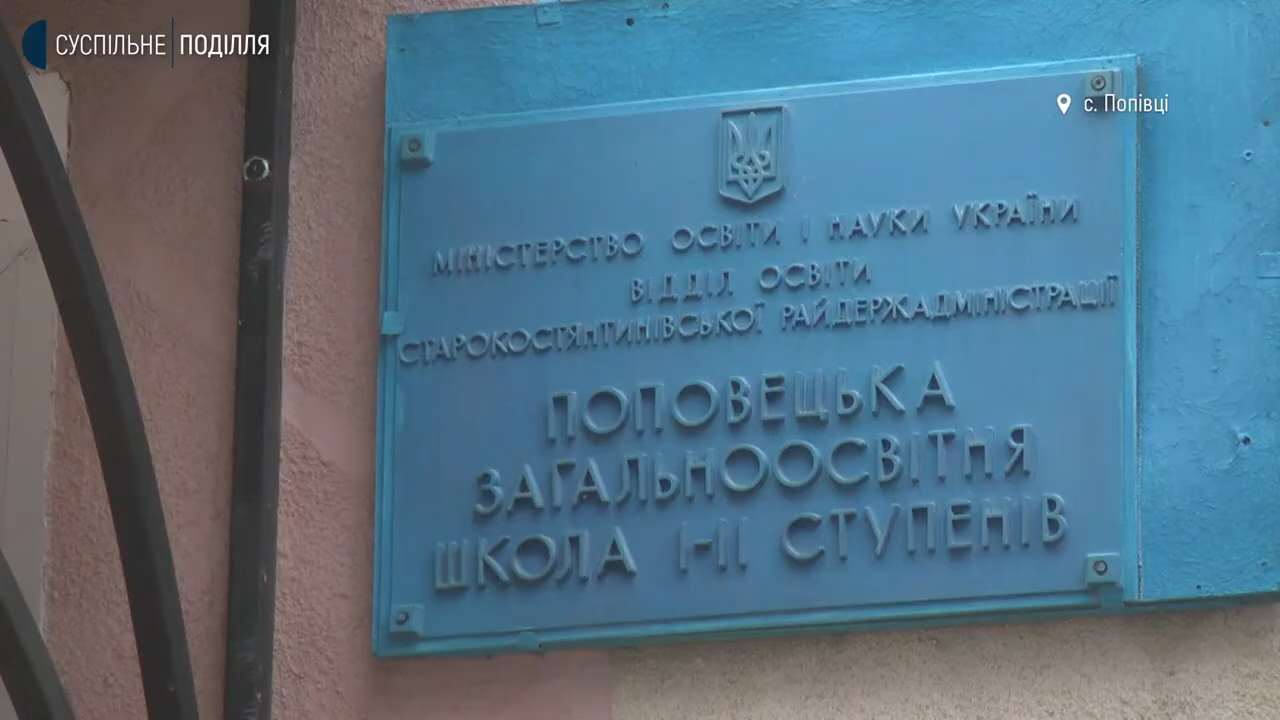 СУСПІЛЬНЕ ПОДІЛЛЯ
с. Попівці
МІНІСТЕРСТВО ОСВІТИ І НАУКИ УКРАЇНИ
ВІДДІЛ ОСВІТИ
СТАРОКОСТЯНТИНІВСЬКОЇ РАЙДЕРЖАДМІНІСТРАЦІЇ
ПОПОВЕЦЬКА
ЗАГАЛЬНООСВІТНЯ
ШКОЛА І-ІІ СТУПЕНІВ